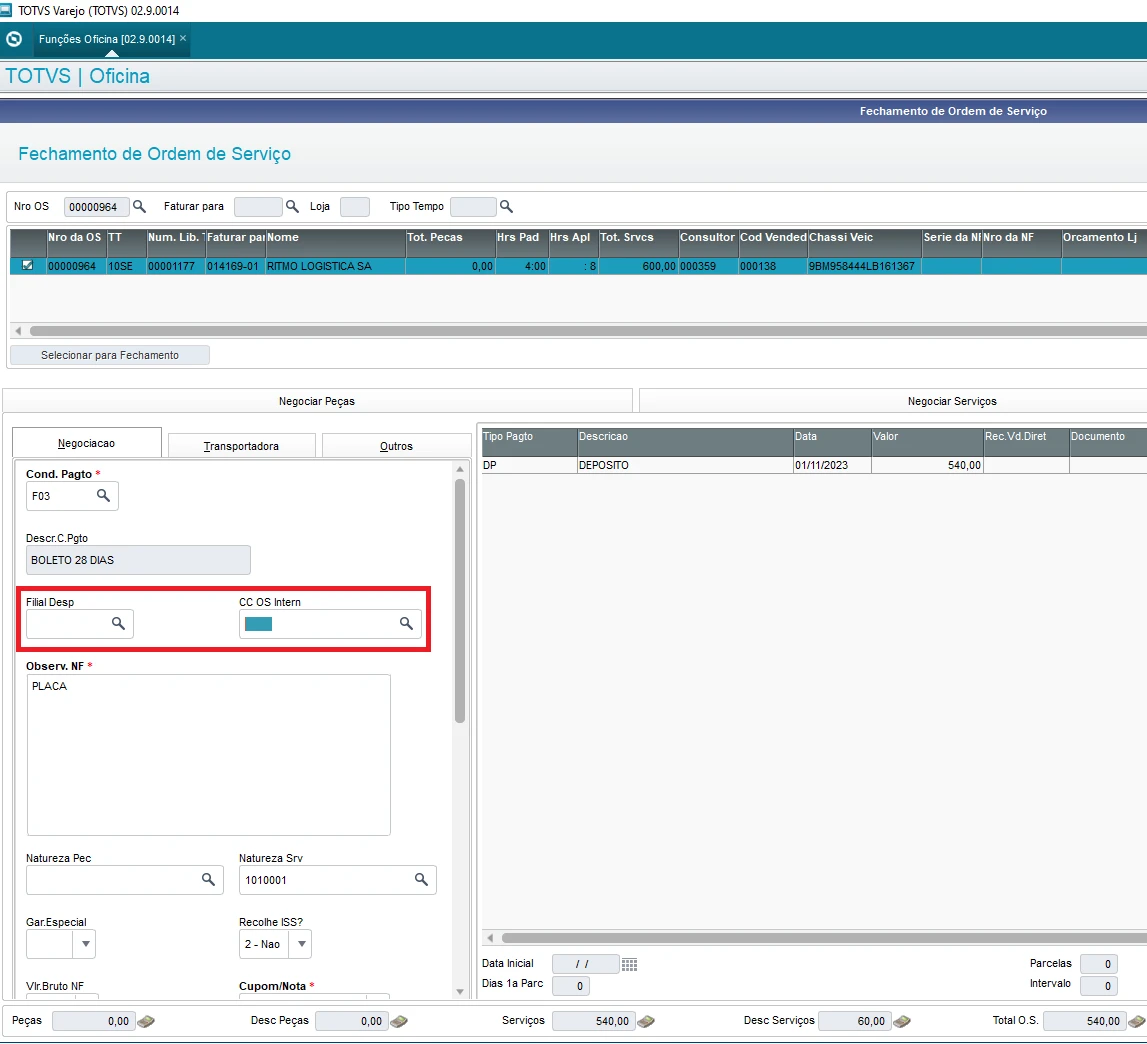 TOTVS Varejo (TOTVS) 02.9.0014
Funções Oficina [02.9.0014] ×
TOTVS | Oficina
Fechamento de Ordem de Serviço
Fechamento de Ordem de Serviço
Nro OS 00000964 Faturar para Loja Tipo Tempo
Nro da OS TT Num. Lib. T Faturar par Nome Tot. Pecas Hrs Pad Hrs Apl Tot. Srvcs Consultor Cod Vended Chassi Veic Serie da NF Nro da NF Orcamento Lj
00000964 10SE 00001177 014169-01 RITMO LOGISTICA SA 0,00 4:00 : 8 600,00 000359 000138 9BM958444LB161367
Selecionar para Fechamento
Negociar Peças Negociar Serviços
Negociacao Transportadora Outros
Tipo Pagto Descricao Data Valor Rec.Vd.Diret Documento
DP DEPOSITO 01/11/2023 540,00
Cond. Pagto *
F03
Descr.C.Pgto
BOLETO 28 DIAS
Filial Desp CC OS Intern
Observ. NF *
PLACA
Natureza Pec Natureza Srv
1010001
Gar.Especial Recolhe ISS?
2 - Nao
Vlr.Bruto NF Cupom/Nota *
Data Inicial / / Parcelas 0
Dias 1a Parc 0 Intervalo 0
Peças 0,00 Desc Peças 0,00 Serviços 540,00 Desc Serviços 60,00 Total O.S. 540,00